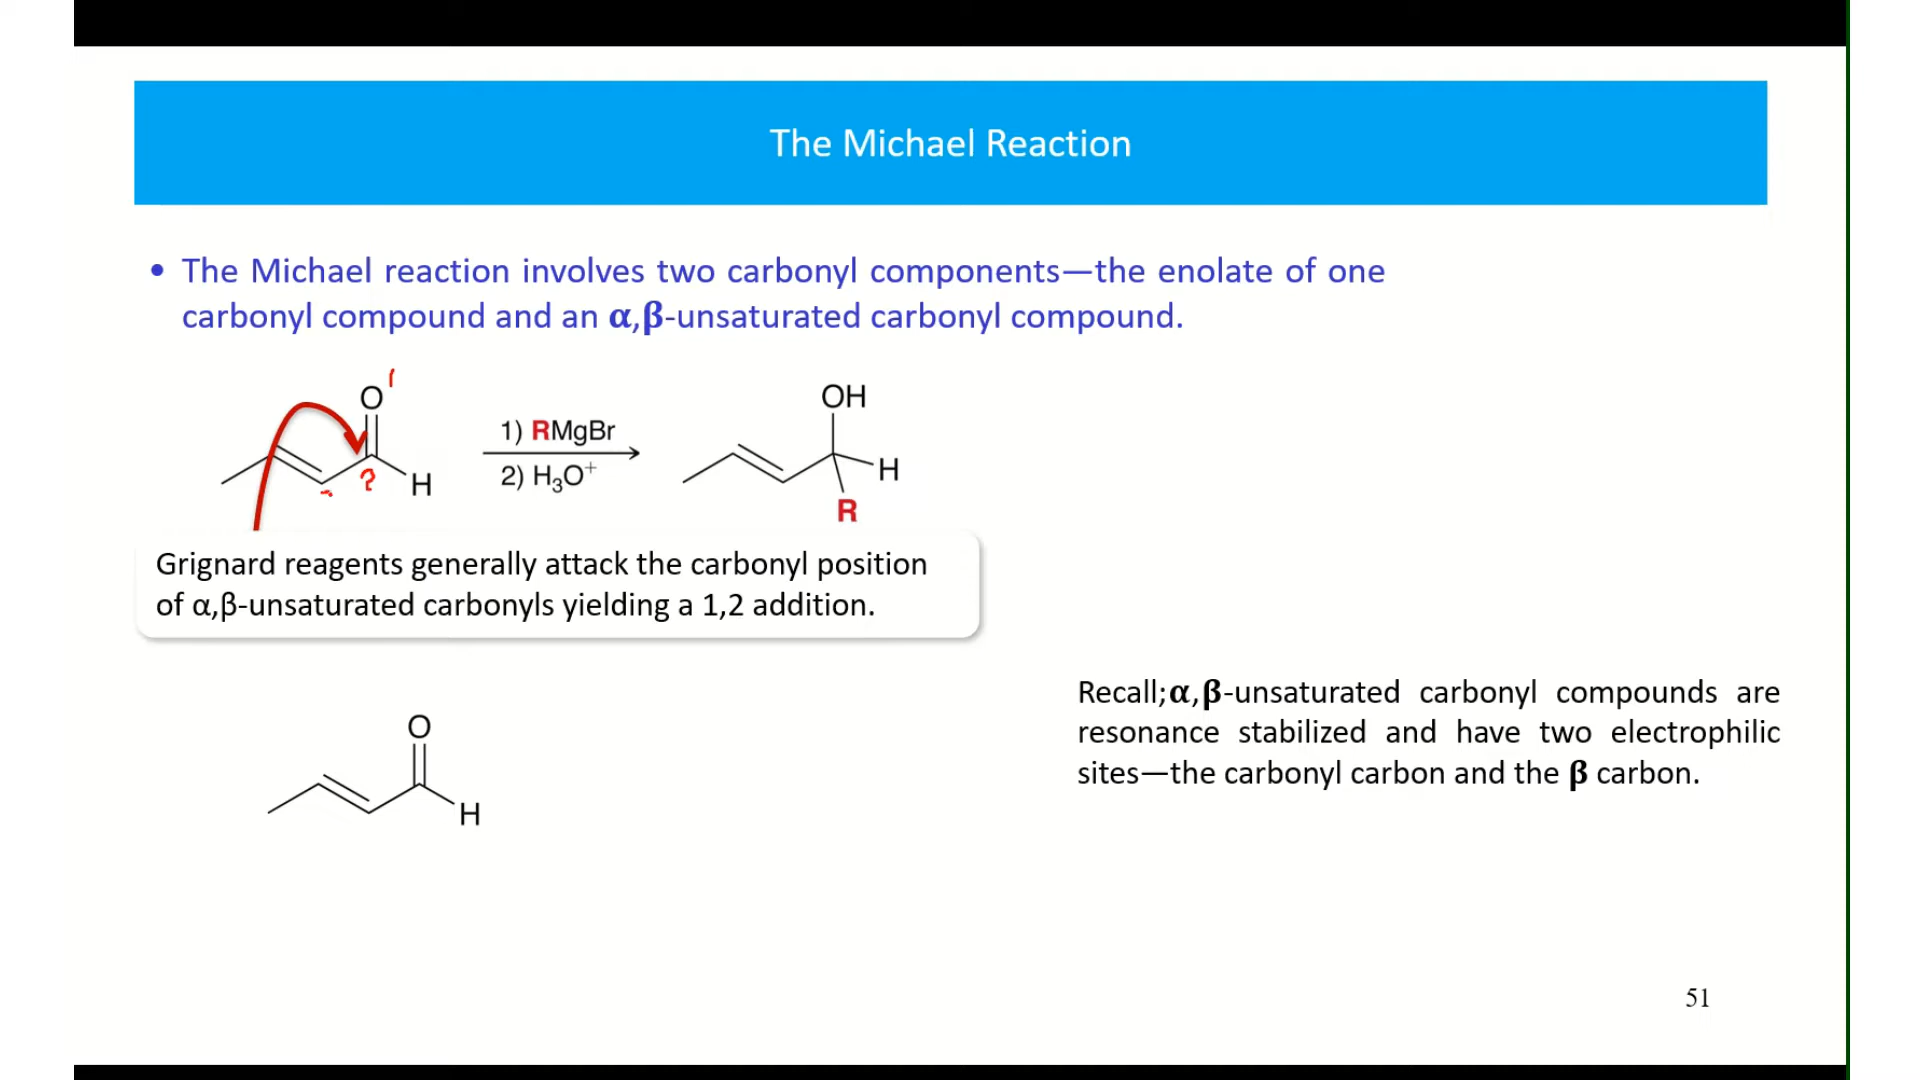 The Michael Reaction
• The Michael reaction involves two carbonyl components—the enolate of one
carbonyl compound and an α,β-unsaturated carbonyl compound.
O
1
H
2
1) RMgBr
2) H₃O⁺
OH
H
R
Grignard reagents generally attack the carbonyl position
of α,β-unsaturated carbonyls yielding a 1,2 addition.
O
H
Recall;α,β-unsaturated carbonyl compounds are
resonance stabilized and have two electrophilic
sites—the carbonyl carbon and the β carbon.
51